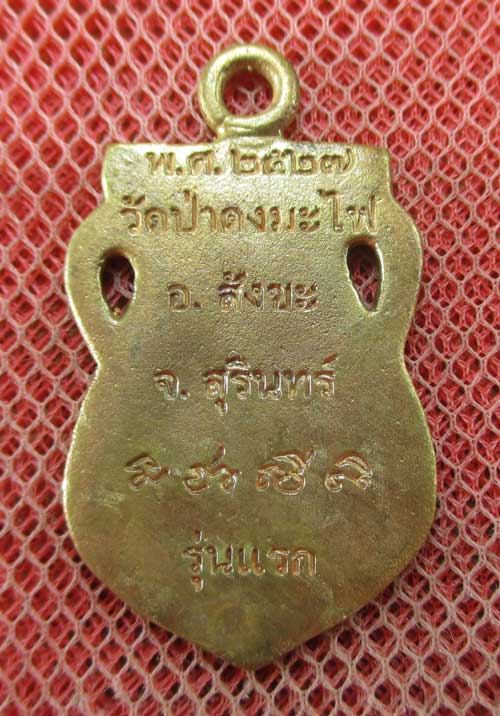 พ.ศ. ๒๕๒๗
วัดป่าดงมะไฟ
อ. สังขะ
จ. สุรินทร์
รุ่นแรก